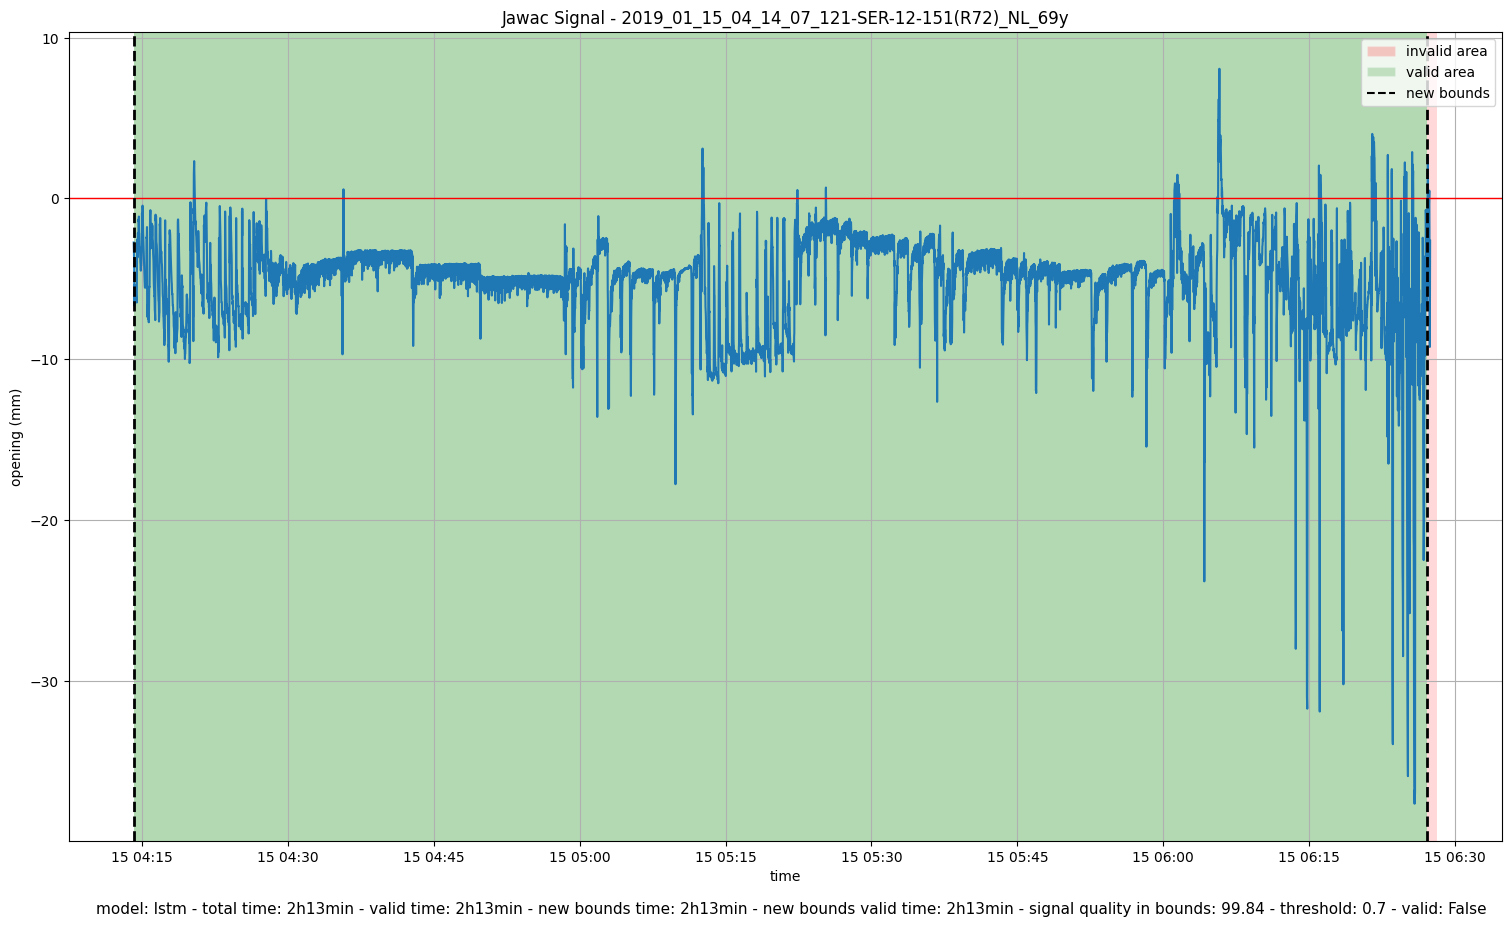 Jawac Signal - 2019_01_15_04_14_07_121-SER-12-151(R72)_NL_69y
10
0
−10
−20
−30
opening (mm)
invalid area
valid area
new bounds
15 04:15
15 04:30
15 04:45
15 05:00
15 05:15
15 05:30
15 05:45
15 06:00
15 06:15
15 06:30
time
model: lstm - total time: 2h13min - valid time: 2h13min - new bounds time: 2h13min - new bounds valid time: 2h13min - signal quality in bounds: 99.84 - threshold: 0.7 - valid: False